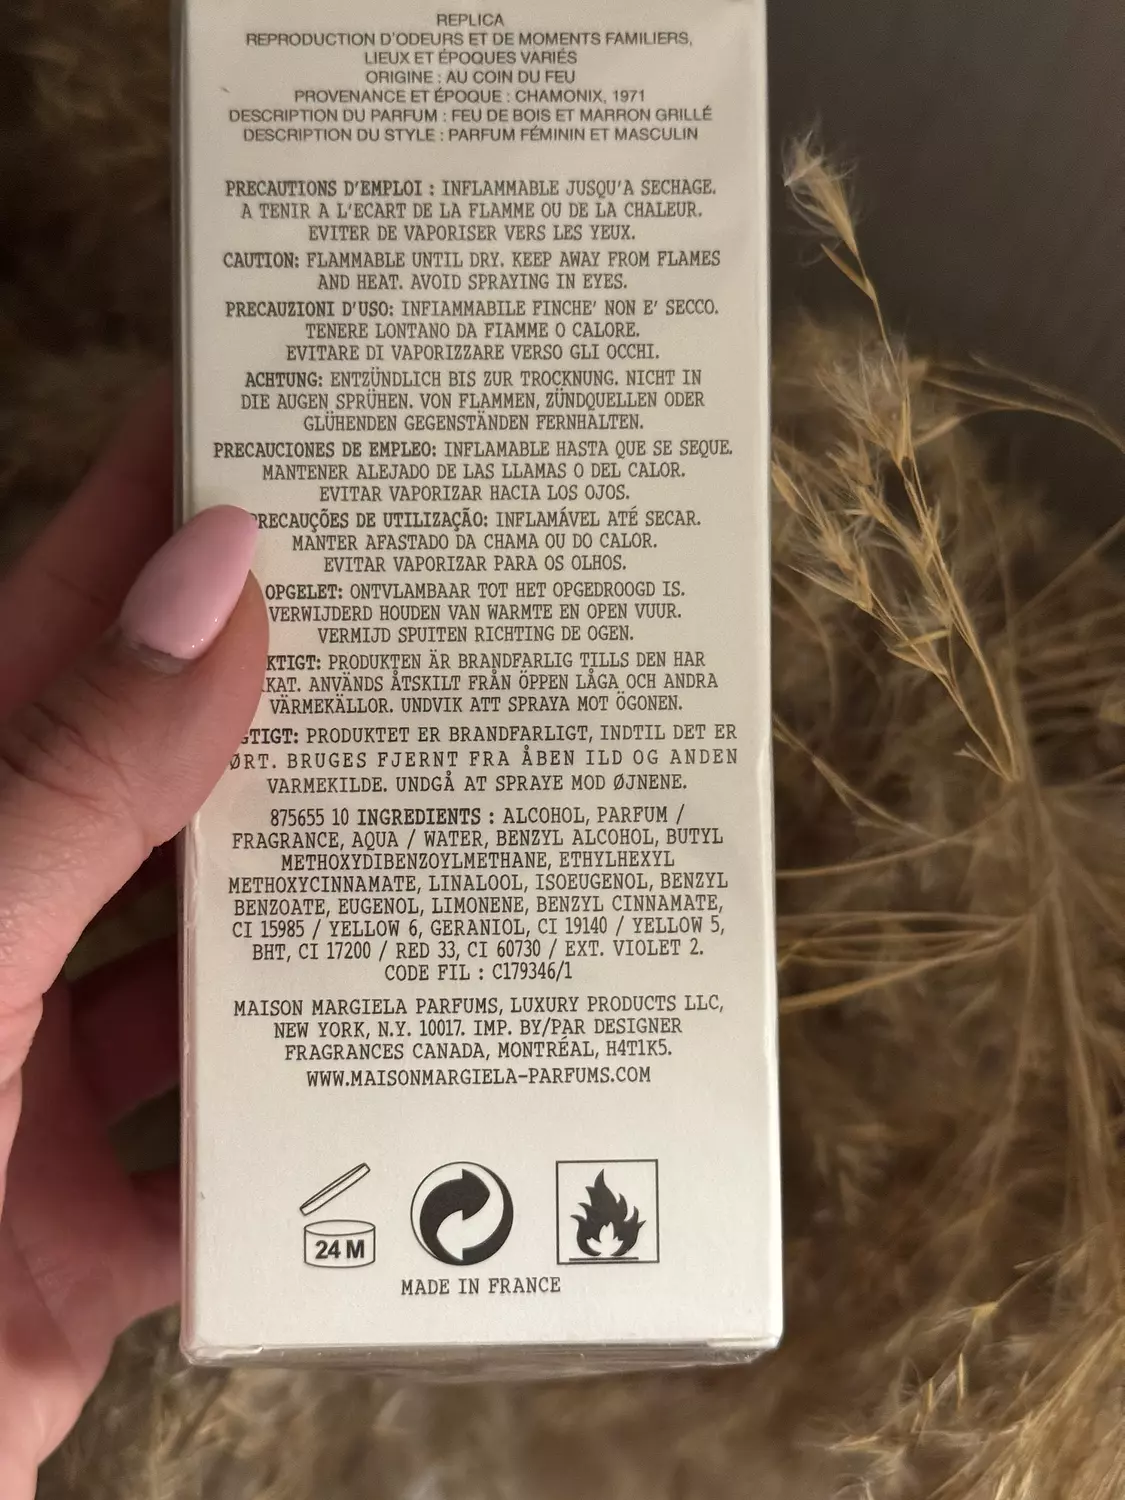 REPLICA
REPRODUCTION D'ODEURS ET DE MOMENTS FAMILIERS,
LIEUX ET ÉPOQUES VARIÉS
ORIGINE : AU COIN DU FEU
PROVENANCE ET ÉPOQUE : CHAMONIX, 1971
DESCRIPTION DU PARFUM : FEU DE BOIS ET MARRON GRILLÉ
DESCRIPTION DU STYLE : PARFUM FÉMININ ET MASCULIN
PRECAUTIONS D'EMPLOI : INFLAMMABLE JUSQU'A SECHAGE.
A TENIR A L'ECART DE LA FLAMME OU DE LA CHALEUR.
EVITER DE VAPORISER VERS LES YEUX.
CAUTION: FLAMMABLE UNTIL DRY. KEEP AWAY FROM FLAMES
AND HEAT. AVOID SPRAYING IN EYES.
PRECAUZIONI D'USO: INFIAMMABILE FINCHE' NON E' SECCO.
TENERE LONTANO DA FIAMME O CALORE.
EVITARE DI VAPORIZZARE VERSO GLI OCCHI.
ACHTUNG: ENTZÜNDLICH BIS ZUR TROCKNUNG. NICHT IN
DIE AUGEN SPRÜHEN. VON FLAMMEN, ZÜNDQUELLEN ODER
GLÜHENDEN GEGENSTÄNDEN FERNHALTEN.
PRECAUCIONES DE EMPLEO: INFLAMABLE HASTA QUE SE SEQUE.
MANTENER ALEJADO DE LAS LLAMAS O DEL CALOR.
EVITAR VAPORIZAR HACIA LOS OJOS.
PRECAUÇÕES DE UTILIZAÇÃO: INFLAMÁVEL ATÉ SECAR.
MANTER AFASTADO DA CHAMA OU DO CALOR.
EVITAR VAPORIZAR PARA OS OLHOS.
OPGELET: ONTVLAMBAAR TOT HET OPGEDROOGD IS.
VERWIJDERD HOUDEN VAN WARMTE EN OPEN VUUR.
VERMIJD SPUITEN RICHTING DE OGEN.
KTIGT: PRODUKTEN ÄR BRANDFARLIG TILLS DEN HAR
KAT. ANVÄNDS ÅTSKILT FRÅN ÖPPEN LÅGA OCH ANDRA
VÄRMEKÄLLOR. UNDVIK ATT SPRAYA MOT ÖGONEN.
GTIGT: PRODUKTET ER BRANDFARLIGT, INDTIL DET ER
ØRT. BRUGES FJERNT FRA ÅBEN ILD OG ANDEN
VARMEKILDE. UNDGÅ AT SPRAYE MOD ØJNENE.
875655 10 INGREDIENTS : ALCOHOL, PARFUM /
FRAGRANCE, AQUA / WATER, BENZYL ALCOHOL, BUTYL
METHOXYDIBENZOYLMETHANE, ETHYLHEXYL
METHOXYCINNAMATE, LINALOOL, ISOEUGENOL, BENZYL
BENZOATE, EUGENOL, LIMONENE, BENZYL CINNAMATE,
CI 15985 / YELLOW 6, GERANIOL, CI 19140 / YELLOW 5,
BHT, CI 17200 / RED 33, CI 60730 / EXT. VIOLET 2.
CODE FIL : C179346/1
MAISON MARGIELA PARFUMS, LUXURY PRODUCTS LLC,
NEW YORK, N.Y. 10017. IMP. BY/PAR DESIGNER
FRAGRANCES CANADA, MONTRÉAL, H4T1K5.
WWW.MAISONMARGIELA-PARFUMS.COM
24 M
MADE IN FRANCE